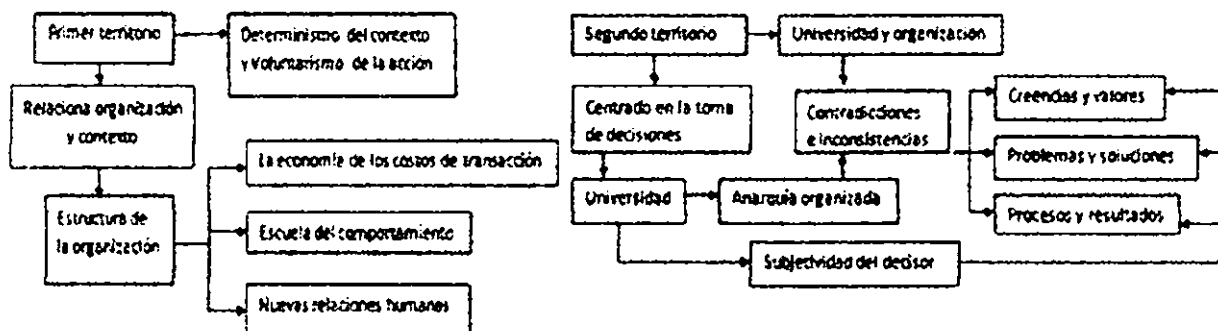 Primer territorio
Determinismo del contexto
y Voluntarismo de la acción
Relaciona organización
y contexto
Estructura de
la organización
La economía de los costos de transacción
Escuela del comportamiento
Nuevas relaciones humanas
Segundo territorio
Universidad y organización
Centrado en la toma
de decisiones
Contradicciones
e inconsistencias
Universidad
Anarquía organizada
Subjetividad del decisor
Creencias y valores
Problemas y soluciones
Procesos y resultados